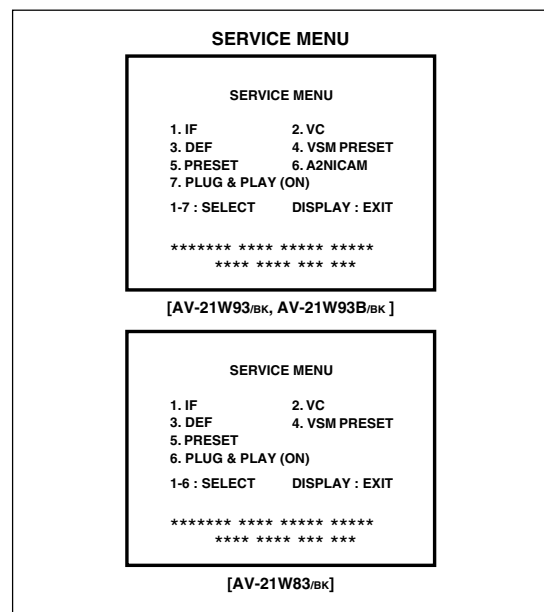 SERVICE MENU
SERVICE MENU
1. IF 2. VC
3. DEF 4. VSM PRESET
5. PRESET 6. A2NICAM
7. PLUG & PLAY (ON)
1-7 : SELECT DISPLAY : EXIT
******* **** ***** *****
**** **** *** ***
[AV-21W93/BK, AV-21W93B/BK ]
SERVICE MENU
1. IF 2. VC
3. DEF 4. VSM PRESET
5. PRESET
6. PLUG & PLAY (ON)
1-6 : SELECT DISPLAY : EXIT
******* **** ***** *****
**** **** *** ***
[AV-21W83/BK]